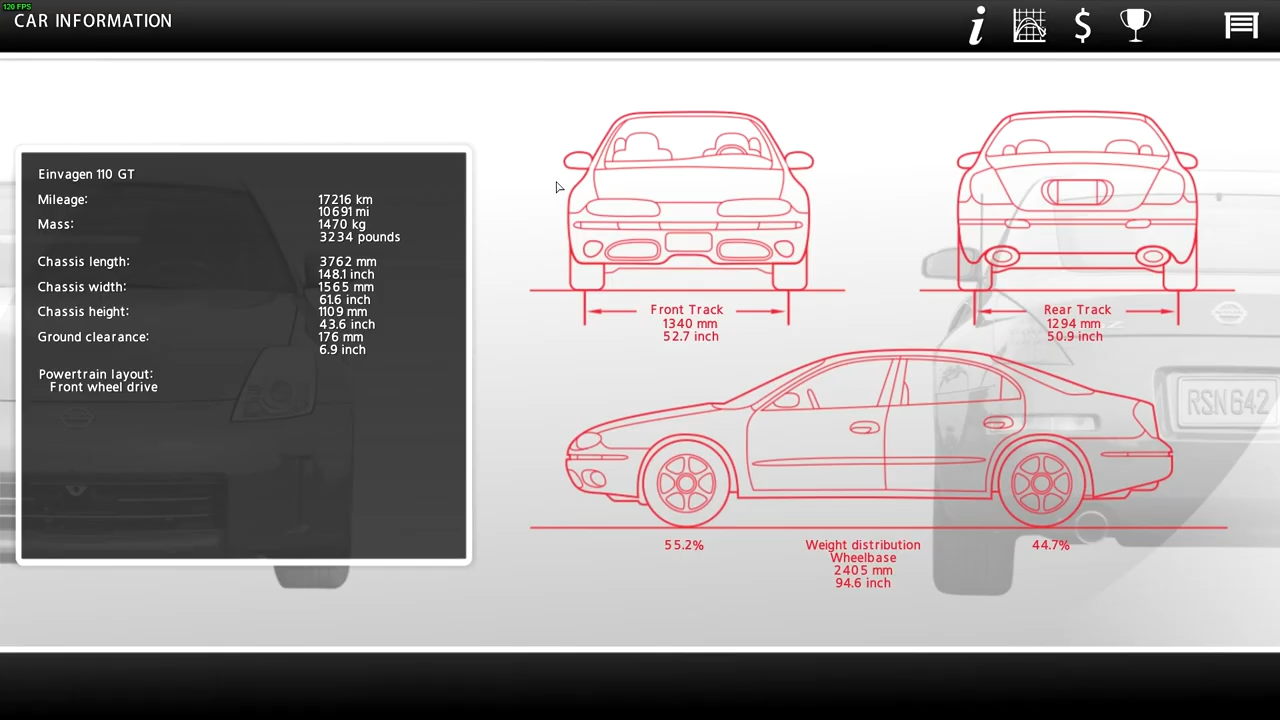 120 FPS
CAR INFORMATION
Einvagen 110 GT
Mileage: 17216 km
10691 mi
Mass: 1470 kg
3234 pounds
Chassis length: 3762 mm
148.1 inch
Chassis width: 1565 mm
61.6 inch
Chassis height: 1109 mm
43.6 inch
Ground clearance: 176 mm
6.9 inch
Powertrain layout:
Front wheel drive
Front Track
1340 mm
52.7 inch
Rear Track
1294 mm
50.9 inch
RSN642
55.2% Weight distribution 44.7%
Wheelbase
2405 mm
94.6 inch